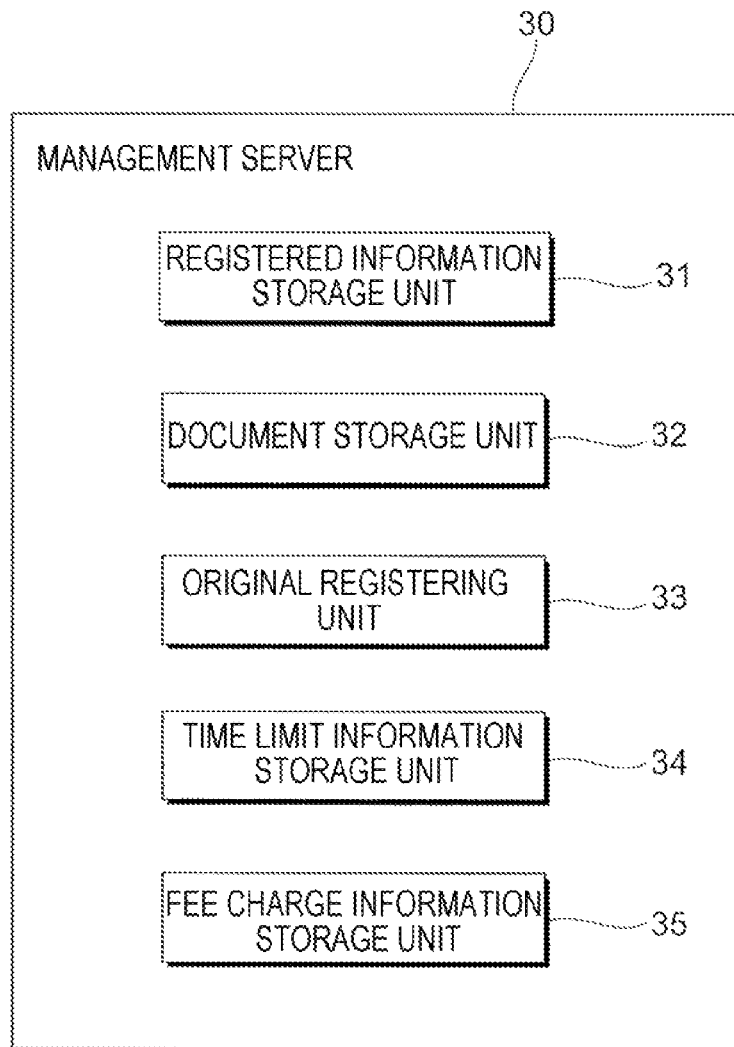 30
MANAGEMENT SERVER
REGISTERED INFORMATION
STORAGE UNIT
31
DOCUMENT STORAGE UNIT
32
ORIGINAL REGISTERING
UNIT
33
TIME LIMIT INFORMATION
STORAGE UNIT
34
FEE CHARGE INFORMATION
STORAGE UNIT
35